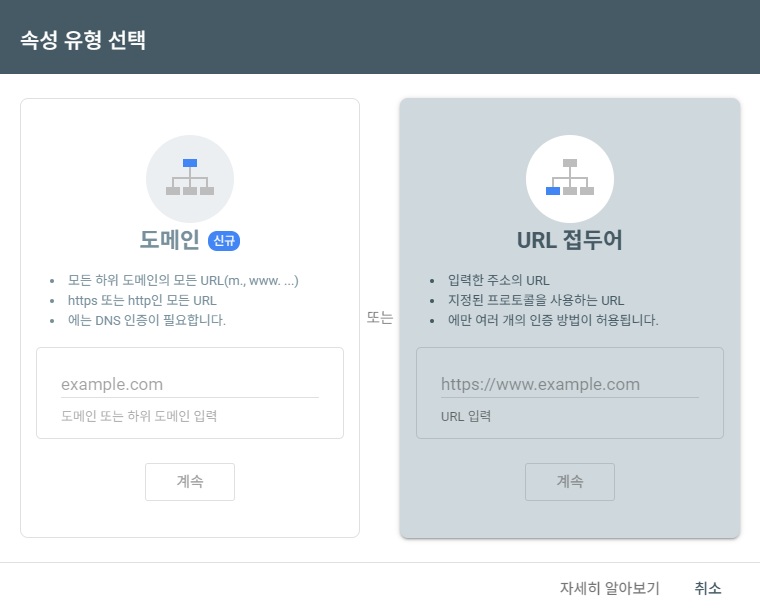 속성 유형 선택
도메인 신규
• 모든 하위 도메인의 모든 URL(m., www. ...)
• https 또는 http인 모든 URL
• 에는 DNS 인증이 필요합니다.
example.com
도메인 또는 하위 도메인 입력
계속
또는
URL 접두어
• 입력한 주소의 URL
• 지정된 프로토콜을 사용하는 URL
• 에만 여러 개의 인증 방법이 허용됩니다.
https://www.example.com
URL 입력
계속
자세히 알아보기 취소